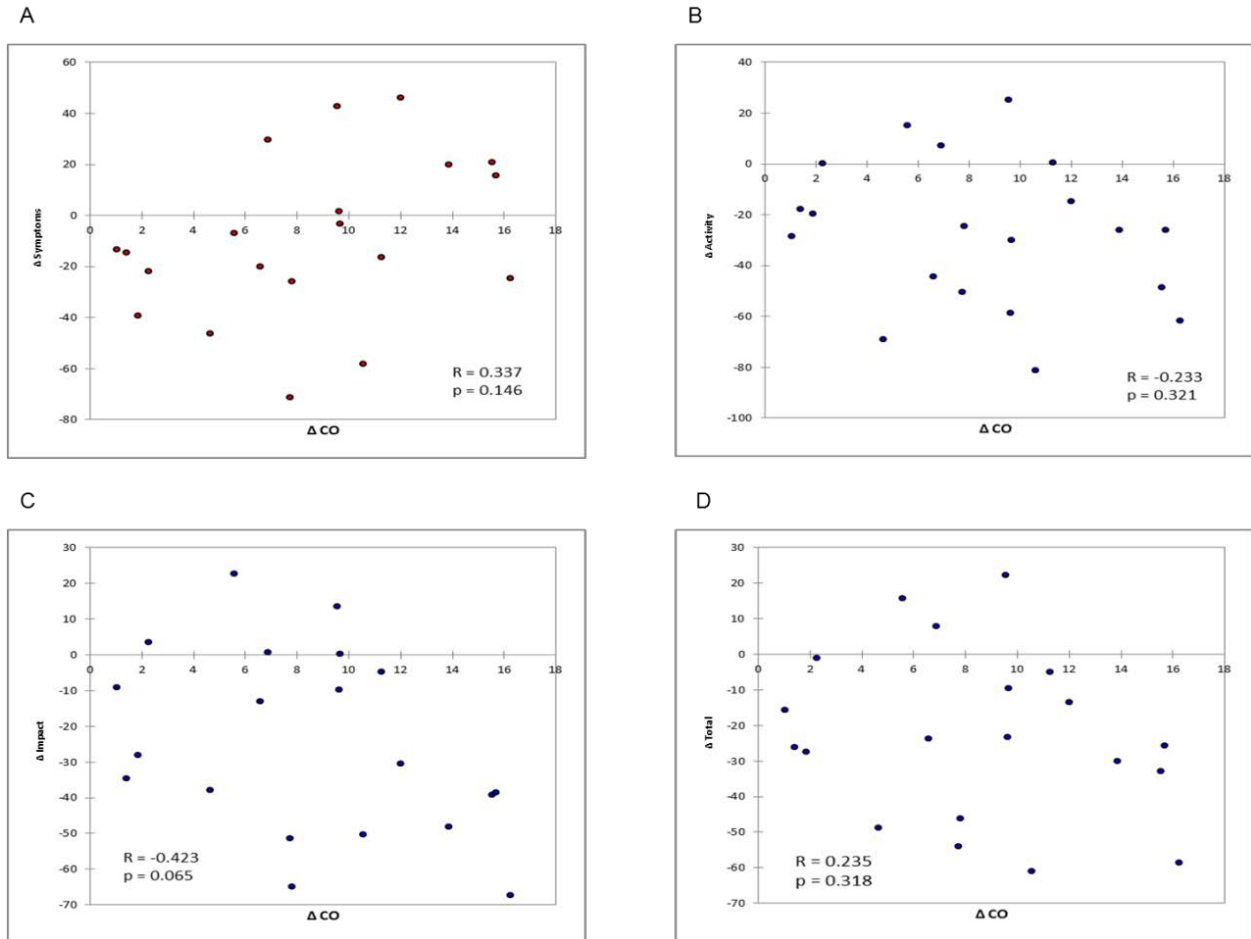 A
60
40
20
0
0 2 4 6 8 10 12 14 16 18
-20
-40
-60
-80
Δ Symptoms
R = 0.337
p = 0.146
Δ CO
B
40
20
0
0 2 4 6 8 10 12 14 16 18
-20
-40
-60
-80
-100
Δ Activity
R = -0.233
p = 0.321
Δ CO
C
30
20
10
0
0 2 4 6 8 10 12 14 16 18
-10
-20
-30
-40
-50
-60
-70
Δ Impact
R = -0.423
p = 0.065
Δ CO
D
30
20
10
0
0 2 4 6 8 10 12 14 16 18
-10
-20
-30
-40
-50
-60
-70
Δ Total
R = 0.235
p = 0.318
Δ CO